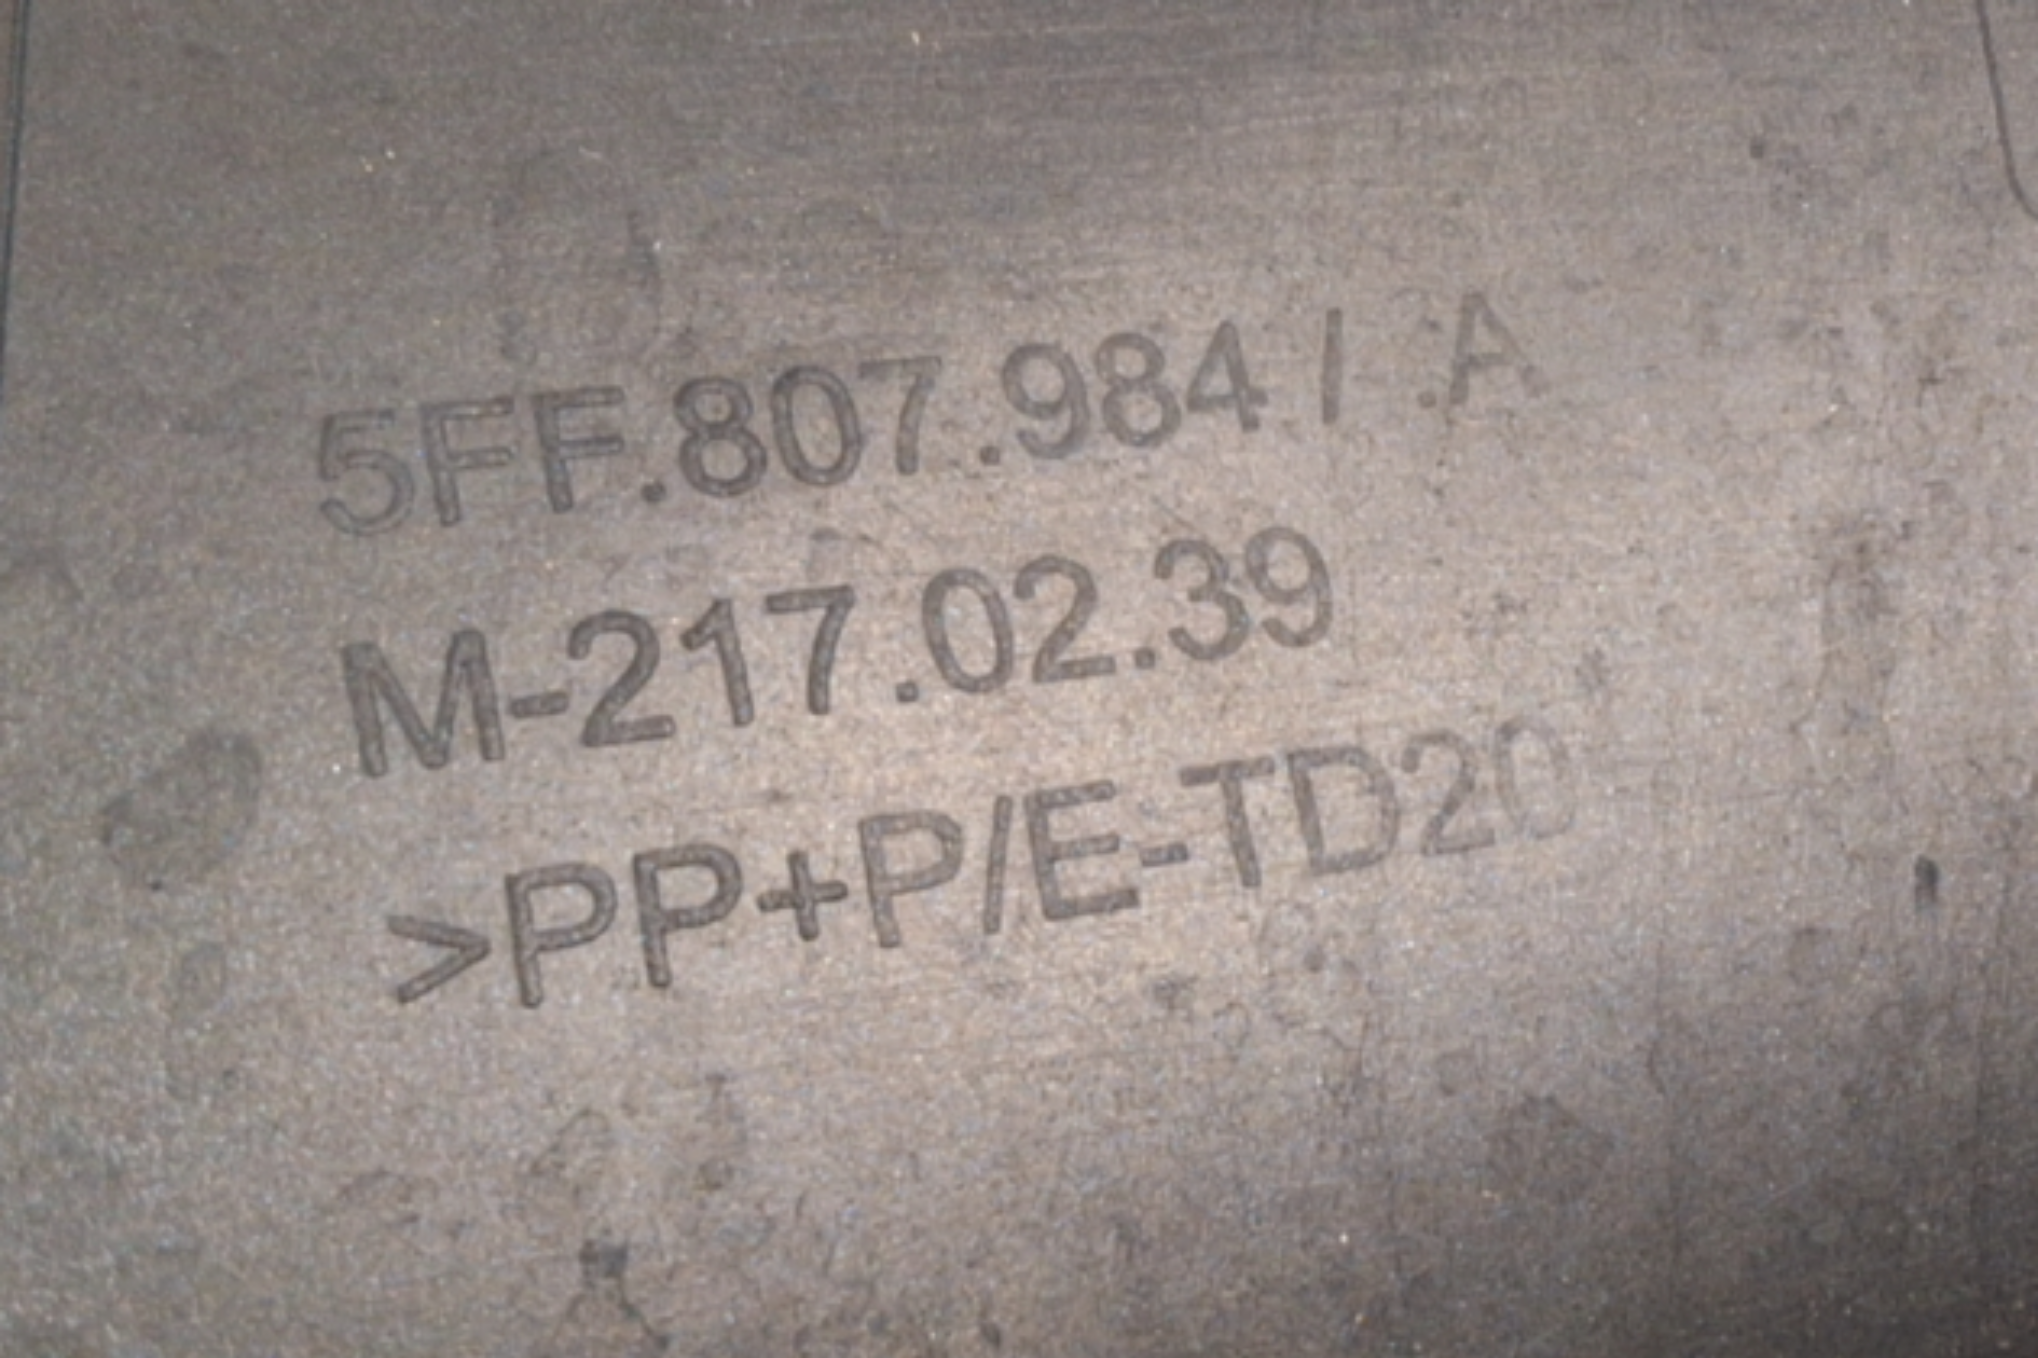 5FF.807.984 / .A
M-217.02.39
>PP+P/E-TD20